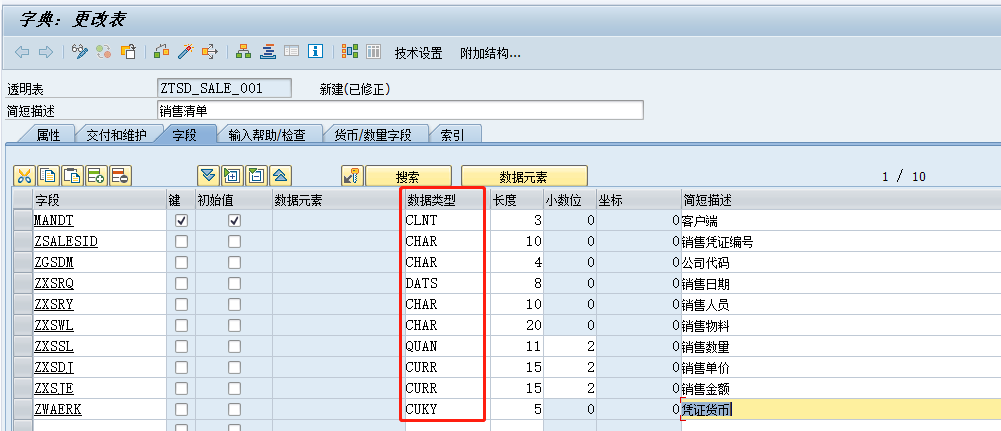 字典: 更改表
技术设置 附加结构...
透明表 ZTSD_SALE_001 新建(已修正)
简短描述 销售清单
属性 交付和维护 字段 输入帮助/检查 货币/数量字段 索引
搜索 数据元素 1 / 10
字段 键 初始值 数据元素 数据类型 长度 小数位 坐标 简短描述
MANDT CLNT 3 0 0 客户端
ZSALESID CHAR 10 0 0 销售凭证编号
ZGSDM CHAR 4 0 0 公司代码
ZXSRQ DATS 8 0 0 销售日期
ZXSRY CHAR 10 0 0 销售人员
ZXSWL CHAR 20 0 0 销售物料
ZXSSL QUAN 11 2 0 销售数量
ZXSDJ CURR 15 2 0 销售单价
ZXSJE CURR 15 2 0 销售金额
ZWAERK CUKY 5 0 0 凭证货币